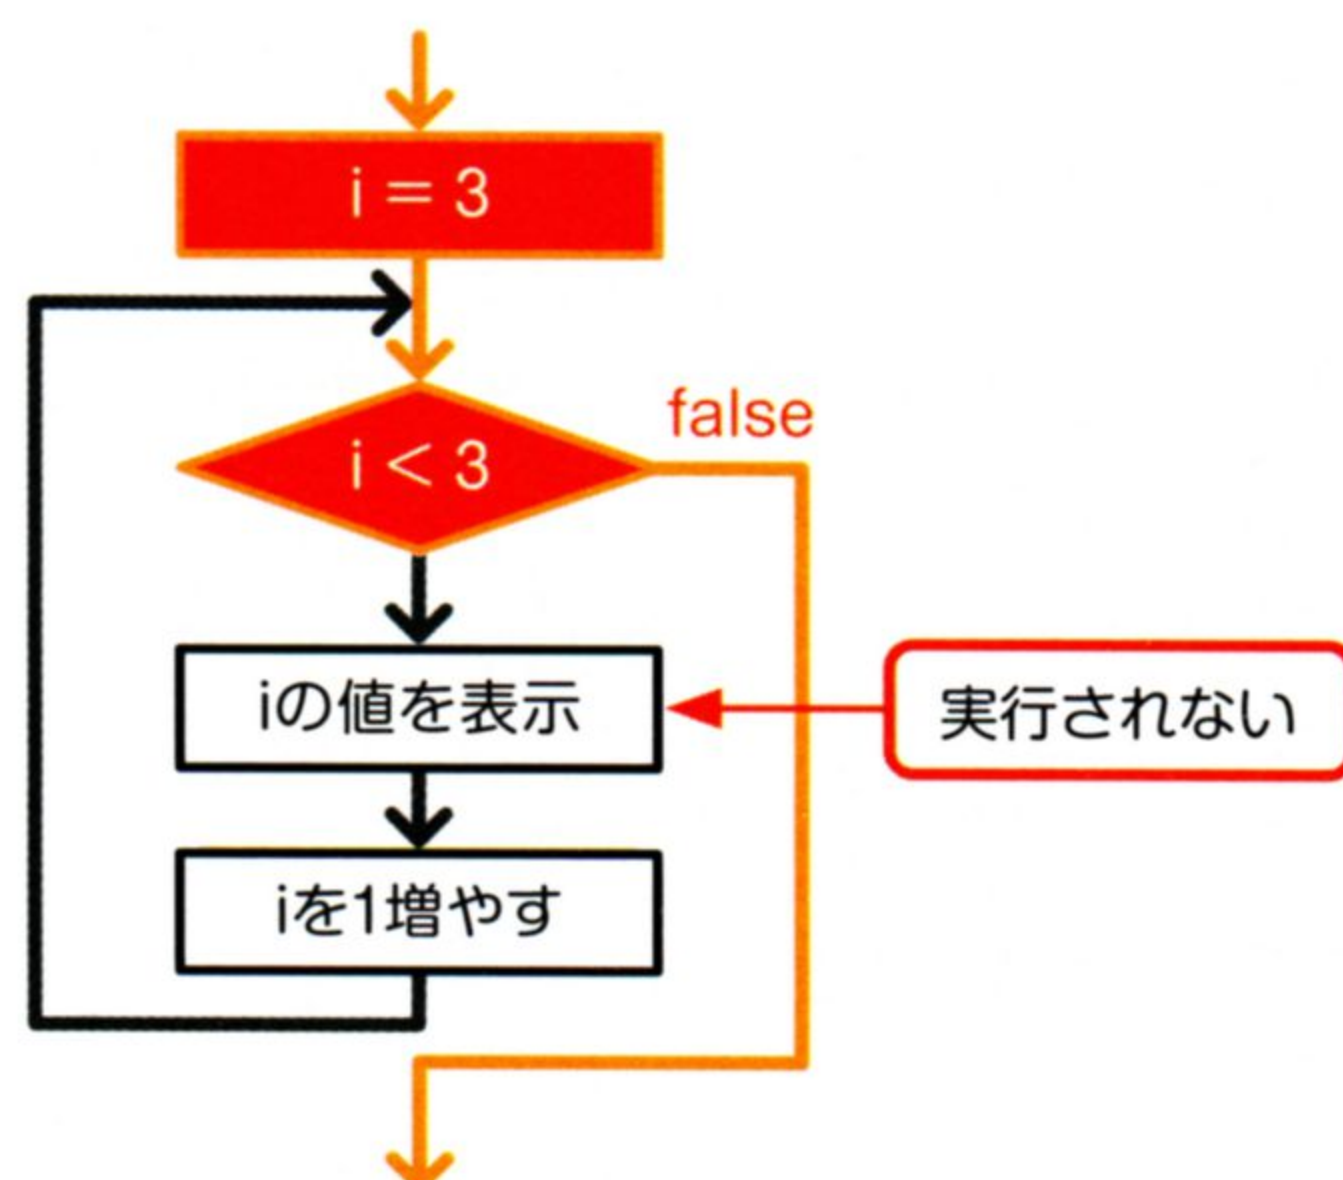 i = 3
false
i < 3
iの値を表示
実行されない
iを1増やす